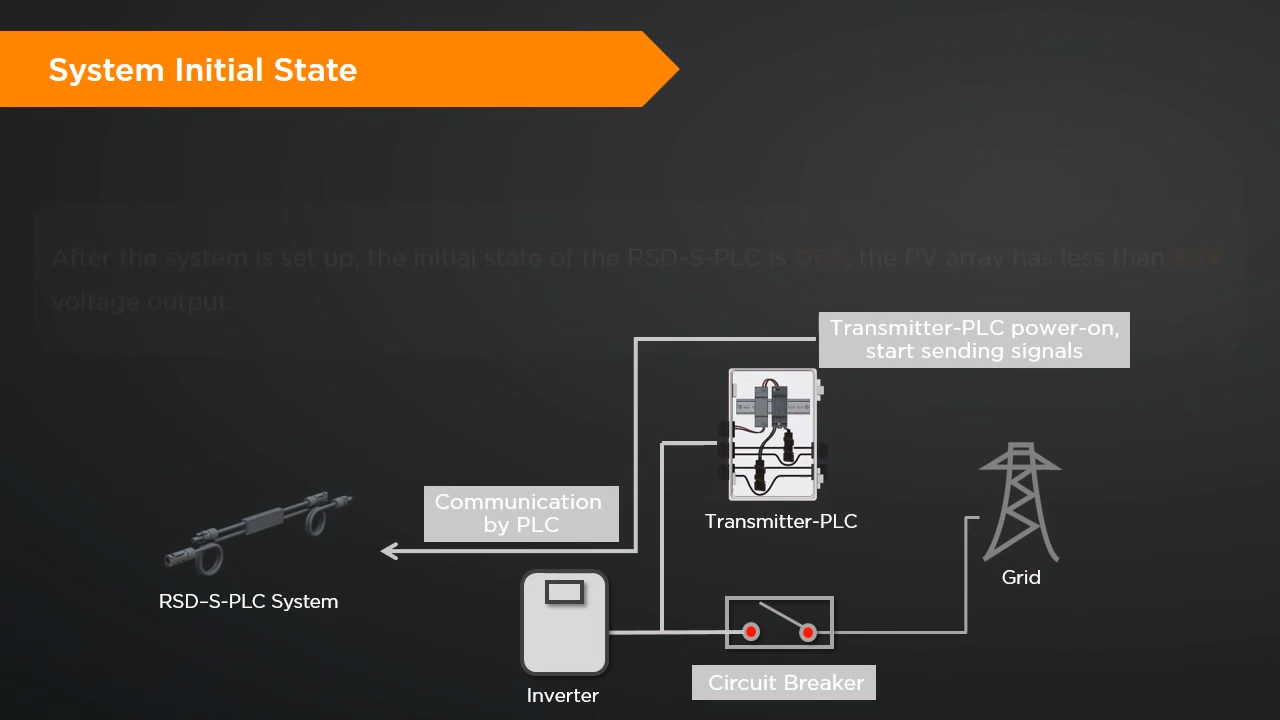 System Initial State
After the system is set up, the initial state of the RSD-S-PLC is OFF, the PV array has less than
voltage output.
Transmitter-PLC power-on,
start sending signals
Communication
by PLC
Transmitter-PLC
Grid
RSD-S-PLC System
Inverter
Circuit Breaker